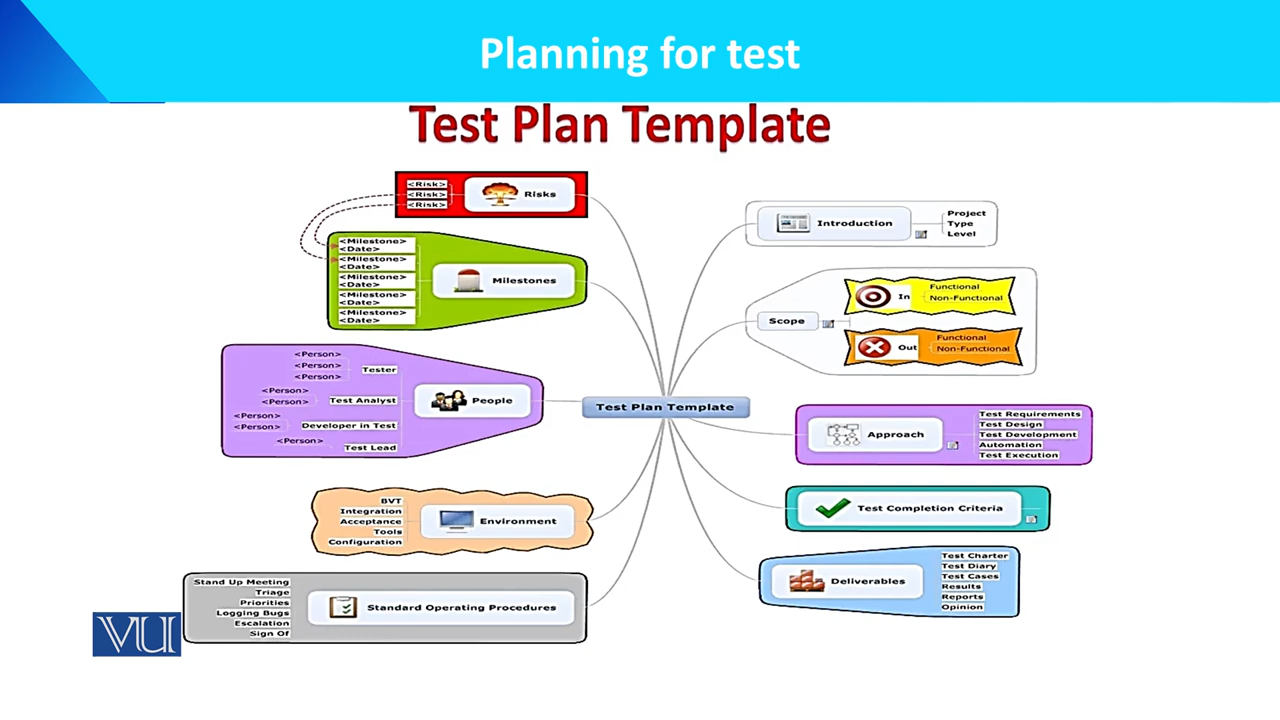 Planning for test
Test Plan Template
<Risk>
<Risk>
<Risk>
Risks
<Milestone>
<Date>
<Milestone>
<Date>
<Milestone>
<Date>
<Milestone>
<Date>
<Milestone>
<Date>
Milestones
<Person>
<Person>
<Person>
Tester
<Person>
<Person>
Test Analyst
<Person>
<Person>
Developer in Test
<Person>
Test Lead
People
BVT
Integration
Acceptance
Tools
Configuration
Environment
Stand Up Meeting
Triage
Priorities
Logging Bugs
Escalation
Sign Of
Standard Operating Procedures
Test Plan Template
Introduction
Project
Type
Level
Scope
In
Functional
Non-Functional
Out
Functional
Non-Functional
Approach
Test Requirements
Test Design
Test Development
Automation
Test Execution
Test Completion Criteria
Deliverables
Test Charter
Test Diary
Test Cases
Results
Reports
Opinion
VU